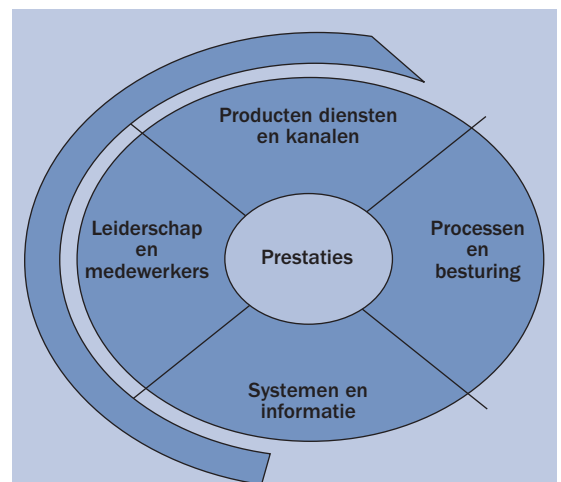 Producten diensten
en kanalen
Leiderschap
en
medewerkers
Prestaties
Processen
en
besturing
Systemen en
informatie